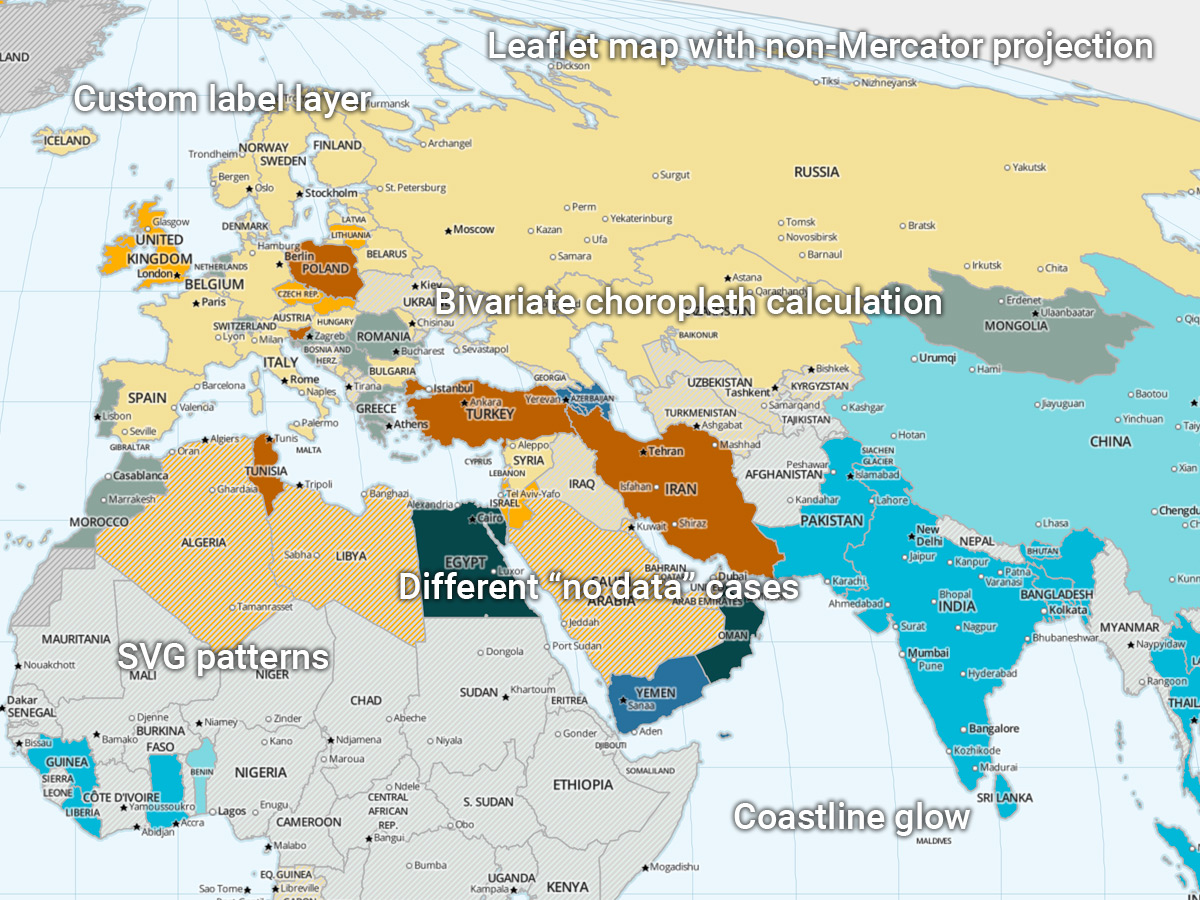 LAND
Leaflet map with non-Mercator projection
Dickson
Tiksi
Nizhneyansk
Custom label layer
Murmansk
ICELAND
Archangel
NORWAY
FINLAND
Trondheim
SWEDEN
RUSSIA
Yakutsk
Bergen
Oslo
Surgut
St. Petersburg
Stockholm
Perm
Yekaterinburg
Tomsk
Bratsk
Glasgow
LATVIA
DENMARK
Moscow
Kazan
Ufa
Novosibirsk
UNITED
KINGDOM
LITHUANIA
Hamburg
BELARUS
Samara
Barnaul
Berlin
London
NETHERLANDS
POLAND
Irkutsk
Chita
BELGIUM
Kiev
Astana
Qaraghandy
CZECH REP.
UKRAI
Paris
Bivariate choropleth calculation
Erdenet
Ulaanbaatar
MONGOLIA
AUSTRIA
HUNGARY
Chisinau
SWITZERLAND
Lyon
Milan
Zagreb
ROMANIA
BAIKONUR
Qiq
BOSNIA AND
HERZ.
Bucharest
Sevastopol
Urumqi
Hami
ITALY
Rome
BULGARIA
GEORGIA
Bishkek
UZBEKISTAN
Tashkent
KYRGYZSTAN
Barcelona
Naples
Tirana
Istanbul
SPAIN
Ankara
Yerevan
AZERBAIJAN
Baotou
Valencia
GREECE
TURKEY
TURKMENISTAN
Samarqand
TAJIKISTAN
Kashgar
Jiayuguan
Yinchuan
Taiy
Lisbon
Palermo
Athens
Ashgabat
Seville
Hotan
CHINA
GIBRALTAR
Algiers
Tunis
MALTA
Aleppo
Tehran
Mashhad
SIACHEN
GLACIER
Oran
CYPRUS
SYRIA
LEBANON
Peshawar
Islamabad
Xian
TUNISIA
Casablanca
IRAQ
Isfahan
IRAN
AFGHANISTAN
Ghardaia
Tripoli
Banghazi
Tel Aviv-Yafo
Kandahar
Lahore
Marrakesh
Alexandria
ISRAEL
Chengdu
MOROCCO
Cairo
Kuwait
Shiraz
PAKISTAN
Lhasa
Ch
New
Delhi
NEPAL
ALGERIA
Sabha
LIBYA
EGYPT
Jaipur
Kanpur
BHUTAN
Luxor
BAHRAIN
QATAR
Dubai
Karachi
Patna
Varanasi
Kunn
Different “no data” cases
UNI
ARAB EMIRATES
SAUDI
ARABIA
Bhopal
INDIA
BANGLADESH
Kolkata
Ahmedabad
Tamanrasset
Jeddah
OMAN
Surat
Nagpur
MYANMAR
MAURITANIA
Bhubaneshwar
Naypyidaw
SVG patterns
Dongola
Port Sudan
Mumbai
Pune
Nouakchott
MALI
NIGER
Hyderabad
Rangoon
CHAD
SUDAN
Khartoum
YEMEN
Sanaa
LA
Dakar
SENEGAL
ERITREA
THAIL
Djenne
Niamey
Zinder
Abeche
Aden
Bangalore
BURKINA
FASO
Bissau
Bamako
Kano
Ndjamena
Niyala
Gonder
DJIBOUTI
Kozhikode
GUINEA
Maroua
Madurai
BENIN
NIGERIA
SOMALILAND
SIERRA
LEONE
Ndele
ETHIOPIA
CÔTE D'IVOIRE
Yamoussoukro
CENTRAL
AFRICAN
REP.
S. SUDAN
SRI LANKA
LIBERIA
Lagos
Enugu
CAMEROON
Obo
Coastline glow
Abidjan
Accra
Bangui
Malabo
MALDIVES
Bumba
Mogadishu
EQ. GUINEA
UGANDA
Sao Tome
Libreville
Kampala
KENYA
GABON